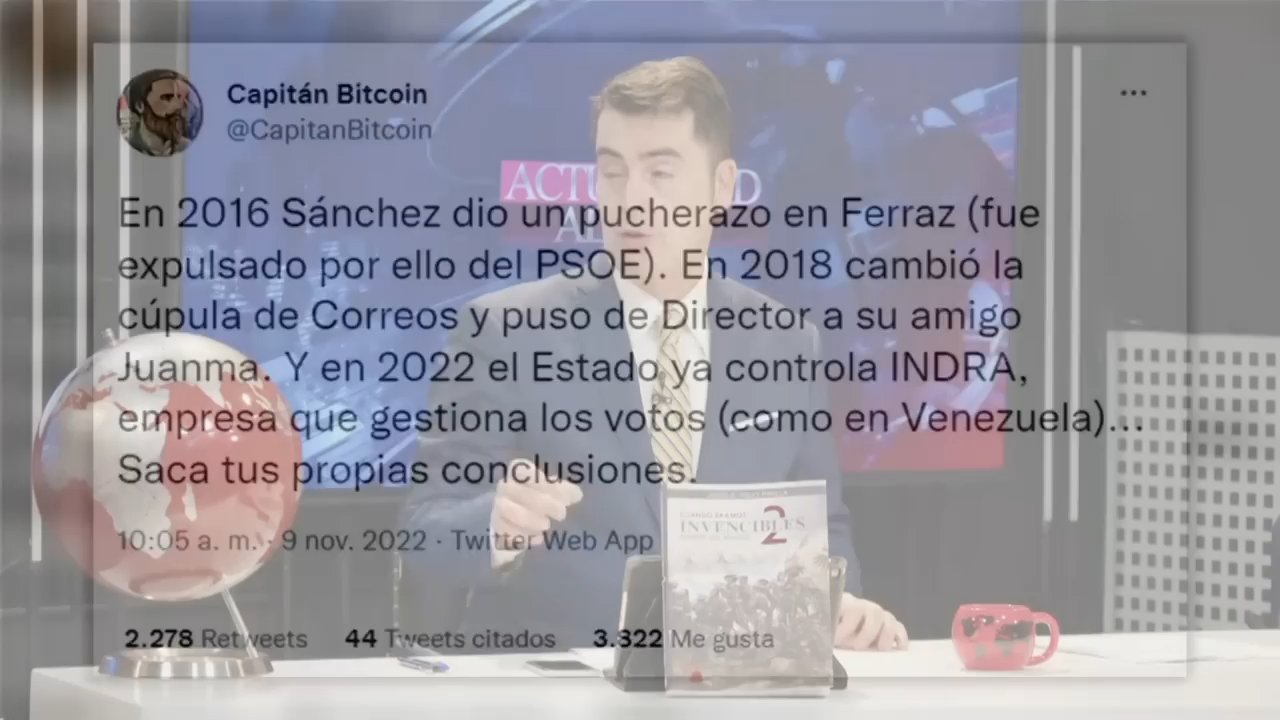 Capitán Bitcoin
@CapitanBitcoin
En 2016 Sánchez dio un pucherazo en Ferraz (fue
expulsado por ello del PSOE). En 2018 cambió la
cúpula de Correos y puso de Director a su amigo
Juanma. Y en 2022 el Estado ya controla INDRA,
empresa que gestiona los votos (como en Venezuela)...
Saca tus propias conclusiones.
10:05 a. m. · 9 nov. 2022 · Twitter Web App
2.278 Retweets 44 Tweets citados 3.322 Me gusta
CUANDO ÉRAMOS
INVENCIBLES 2